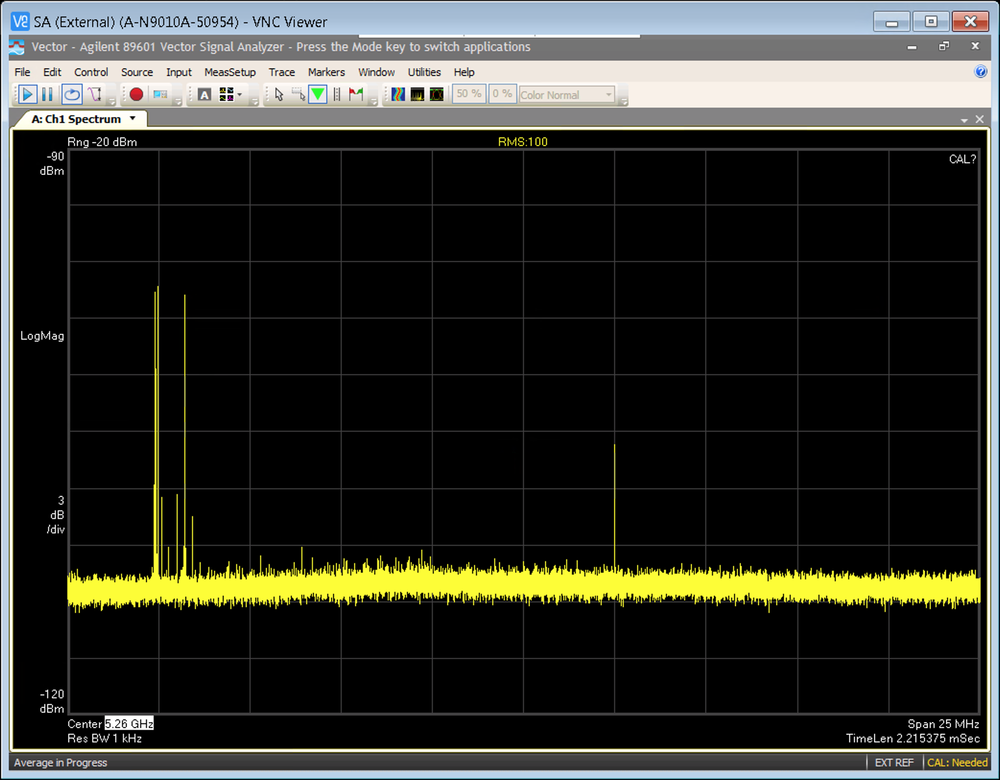 SA (External) (A-N9010A-50954) - VNC Viewer
Vector - Agilent 89601 Vector Signal Analyzer - Press the Mode key to switch applications
File Edit Control Source Input MeasSetup Trace Markers Window Utilities Help
A 50 % 0 % Color Normal
A: Ch1 Spectrum
Rng -20 dBm RMS:100
-90
dBm
CAL?
LogMag
3
dB
/div
-120
dBm
Center 5.26 GHz Span 25 MHz
Res BW 1 kHz TimeLen 2.215375 mSec
Average in Progress EXT REF CAL: Needed